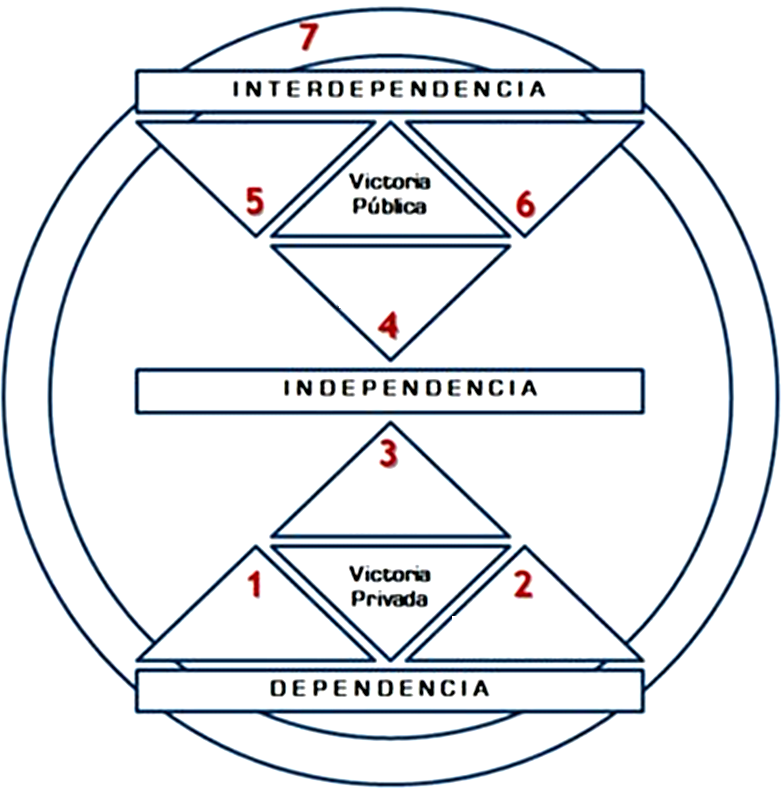 7
INTERDEPENDENCIA
5
Victoria
Pública
6
4
INDEPENDENCIA
3
1
Victoria
Privada
2
DEPENDENCIA